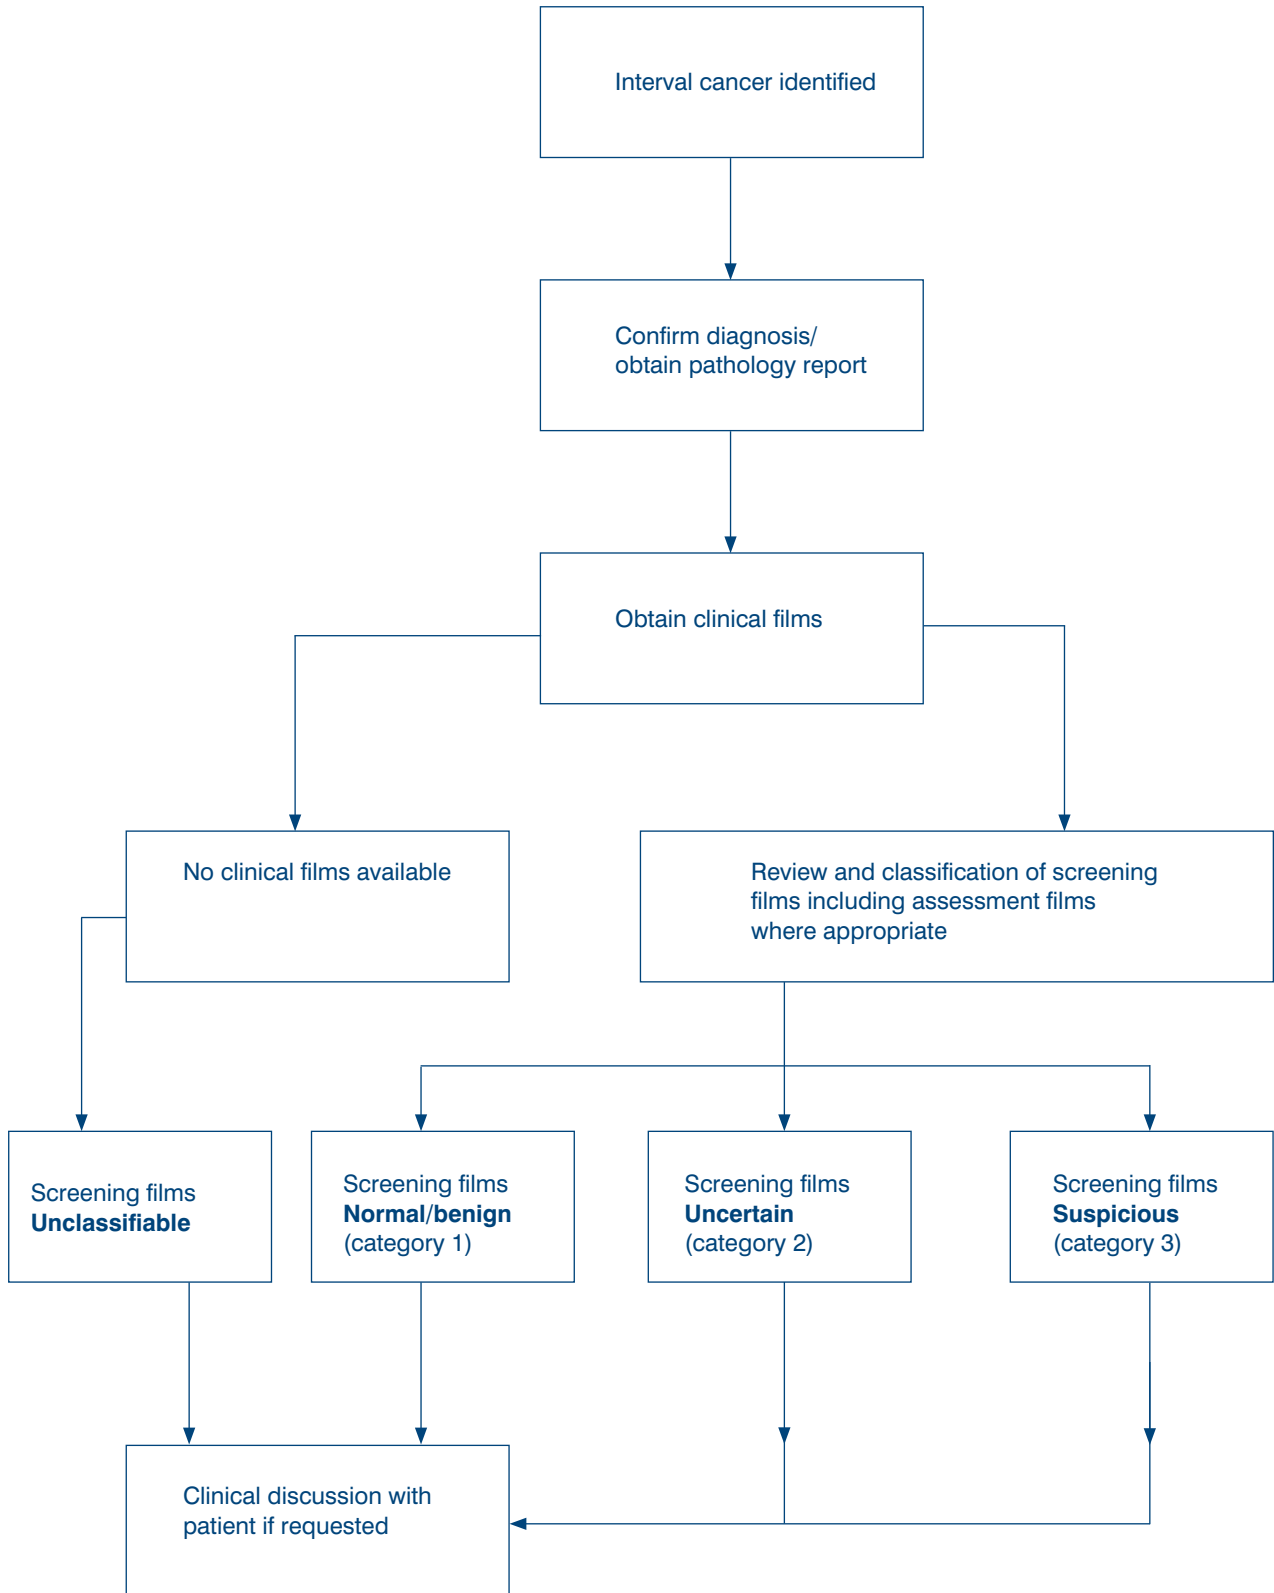 Interval cancer identified
Confirm diagnosis/
obtain pathology report
Obtain clinical films
No clinical films available
Review and classification of screening
films including assessment films
where appropriate
Screening films
Unclassifiable
Screening films
Normal/benign
(category 1)
Screening films
Uncertain
(category 2)
Screening films
Suspicious
(category 3)
Clinical discussion with
patient if requested